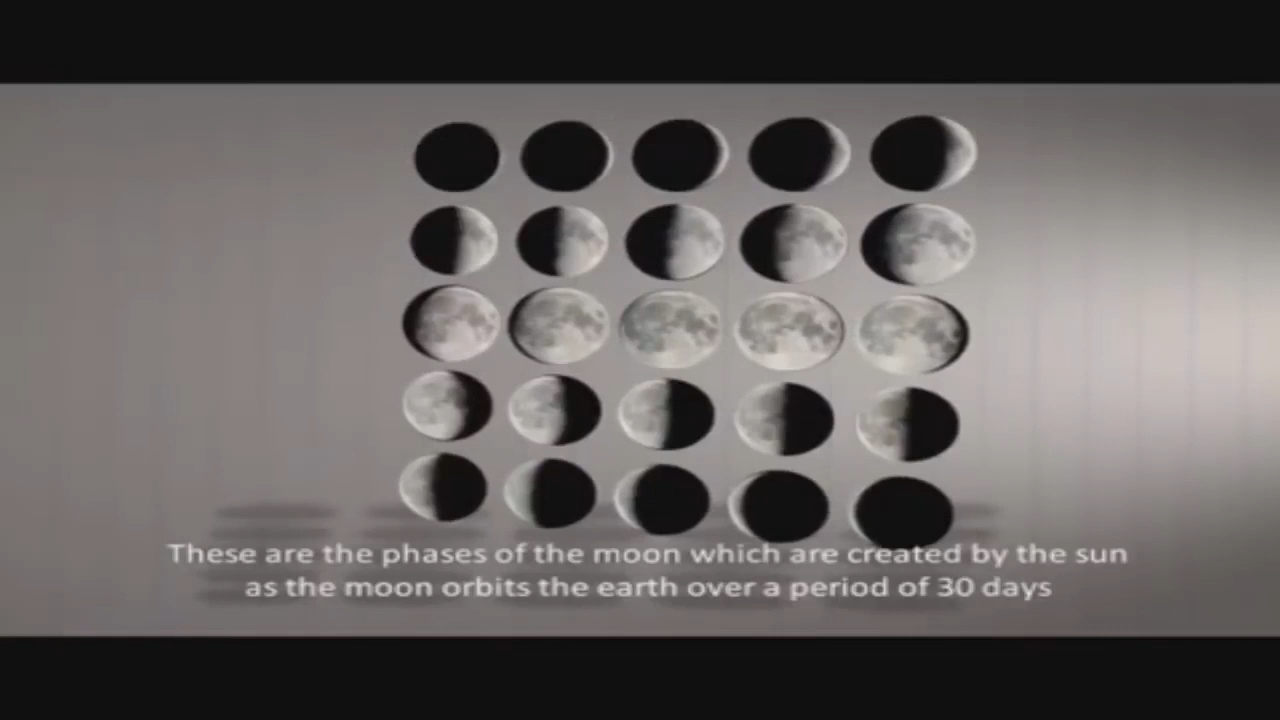 These are the phases of the moon which are created by the sun
as the moon orbits the earth over a period of 30 days